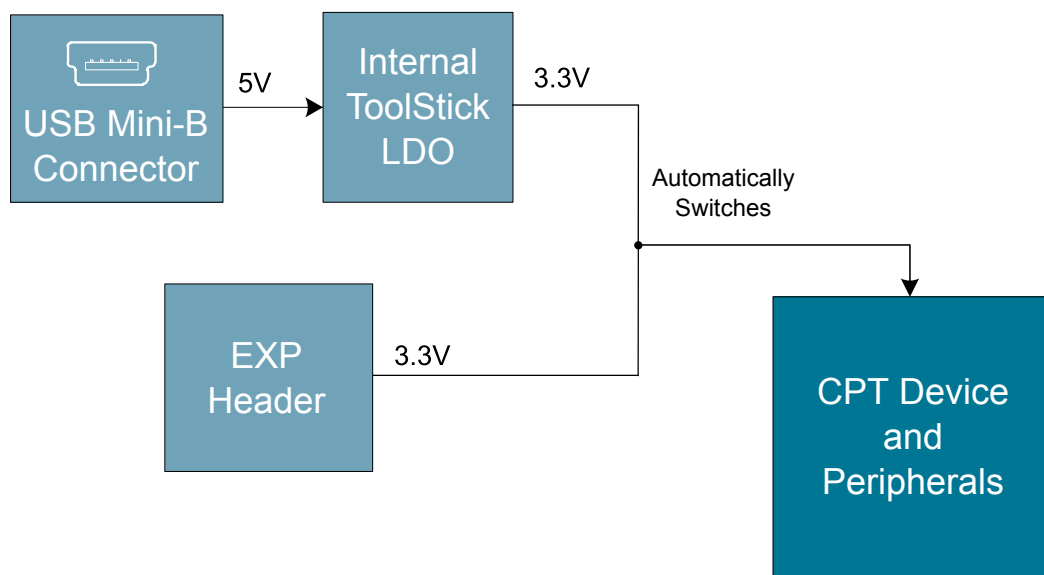 USB Mini-B
Connector
5V
Internal
ToolStick
LDO
3.3V
Automatically
Switches
EXP
Header
3.3V
CPT Device
and
Peripherals